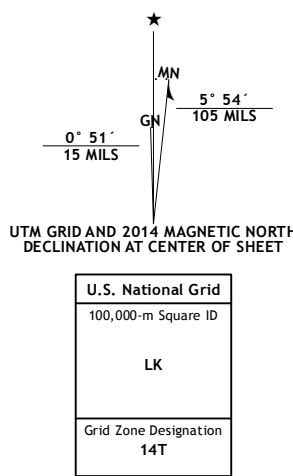 ★
MN
5° 54´
105 MILS
GN
0° 51´
15 MILS
UTM GRID AND 2014 MAGNETIC NORTH
DECLINATION AT CENTER OF SHEET
U.S. National Grid
100,000-m Square ID
LK
Grid Zone Designation
14T